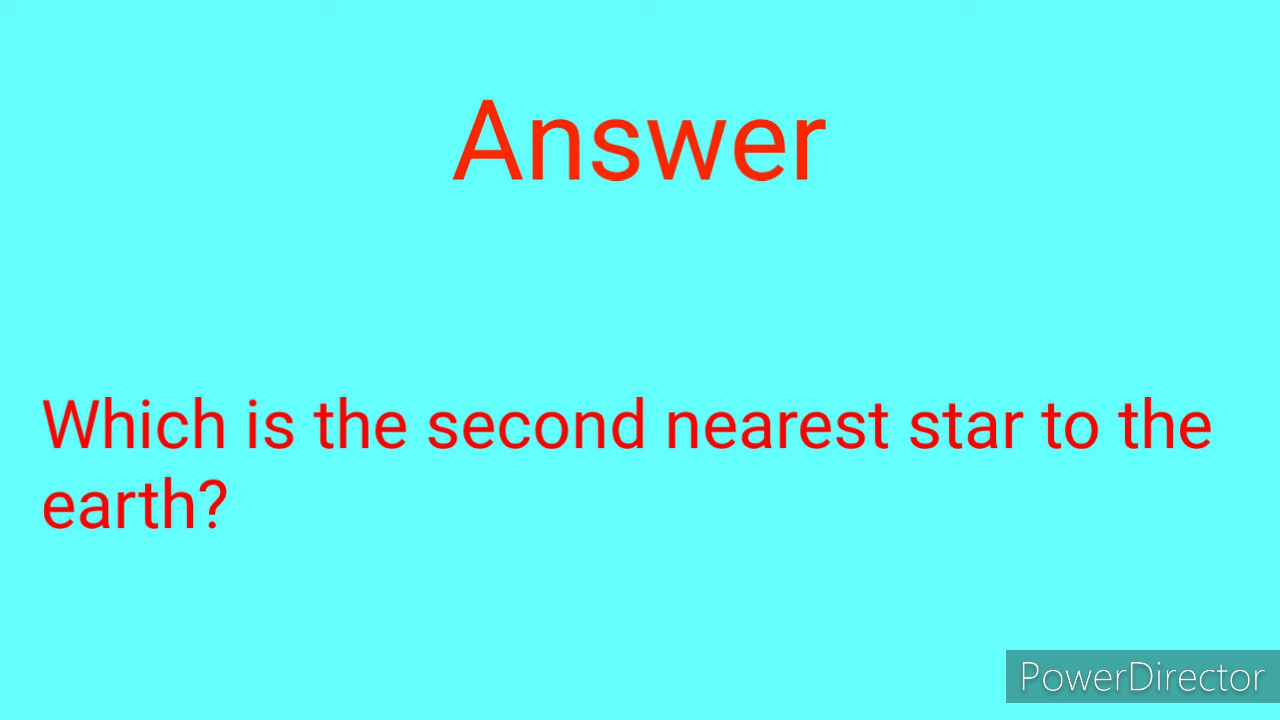 Answer
Which is the second nearest star to the
earth?
PowerDirector